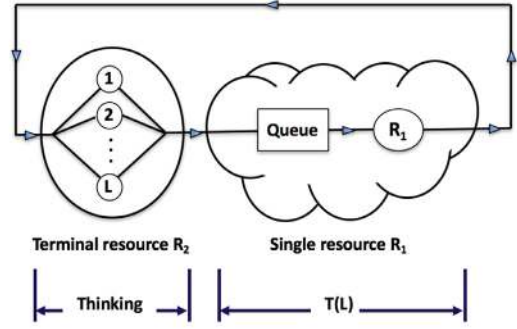 1
2
L
Queue
R₁
Terminal resource R₂
Single resource R₁
Thinking
T(L)